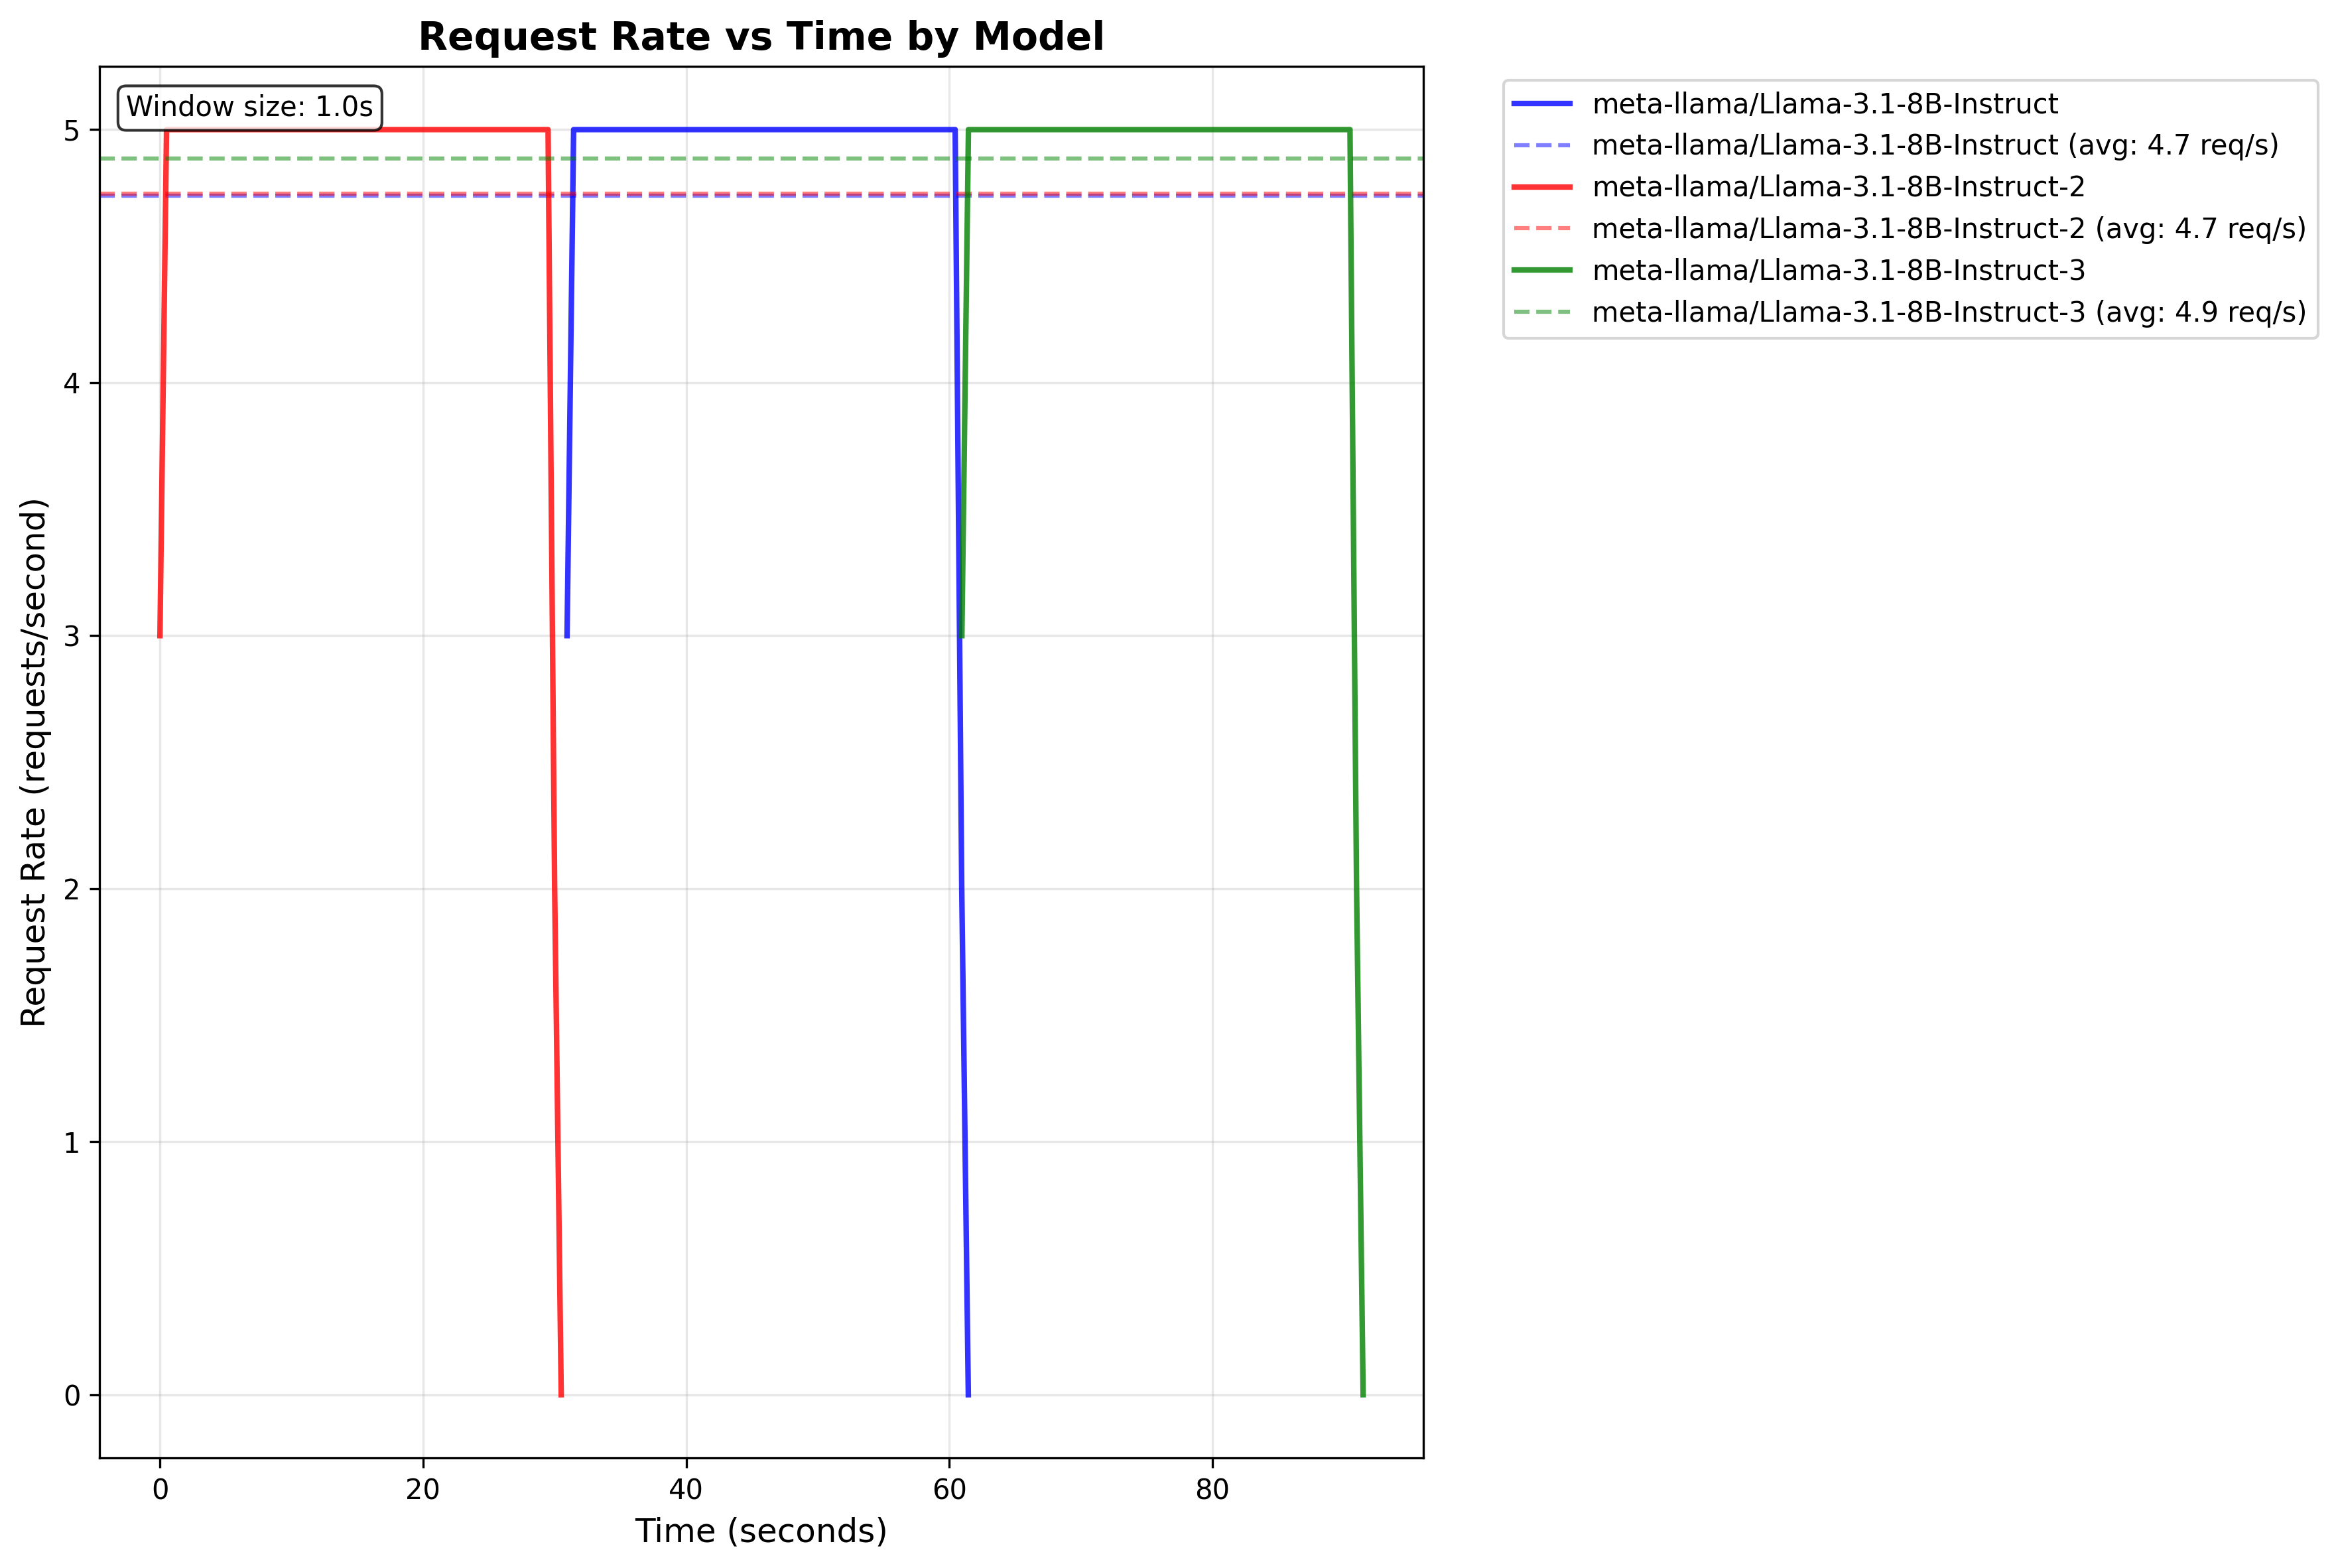 Request Rate vs Time by Model
Window size: 1.0s
Request Rate (requests/second)
5
4
3
2
1
0
0 20 40 60 80
Time (seconds)
meta-llama/Llama-3.1-8B-Instruct
meta-llama/Llama-3.1-8B-Instruct (avg: 4.7 req/s)
meta-llama/Llama-3.1-8B-Instruct-2
meta-llama/Llama-3.1-8B-Instruct-2 (avg: 4.7 req/s)
meta-llama/Llama-3.1-8B-Instruct-3
meta-llama/Llama-3.1-8B-Instruct-3 (avg: 4.9 req/s)